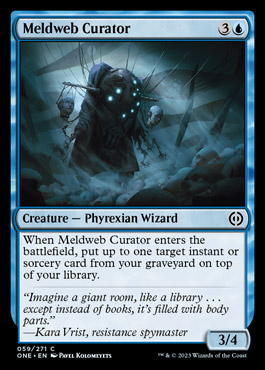 Meldweb Curator 3
Creature — Phyrexian Wizard
When Meldweb Curator enters the
battlefield, put up to one target instant or
sorcery card from your graveyard on top
of your library.
“Imagine a giant room, like a library . . .
except instead of books, it’s filled with body
parts.”
—Kara Vrist, resistance spymaster
3/4
059/271 C
ONE • EN Pavel Kolomeyets
™ & © 2023 Wizards of the Coast